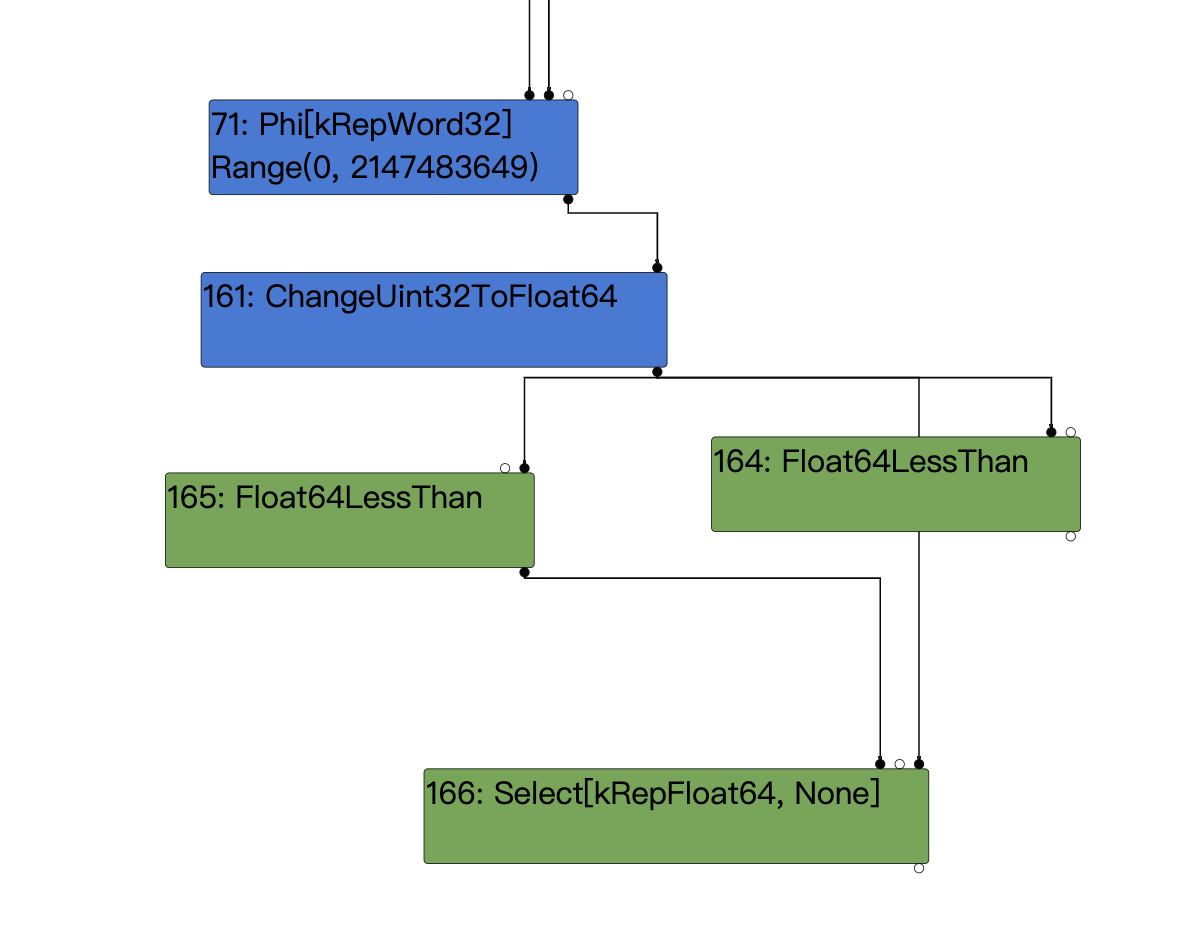 71: Phi[kRepWord32]
Range(0, 2147483649)
161: ChangeUint32ToFloat64
164: Float64LessThan
165: Float64LessThan
166: Select[kRepFloat64, None]